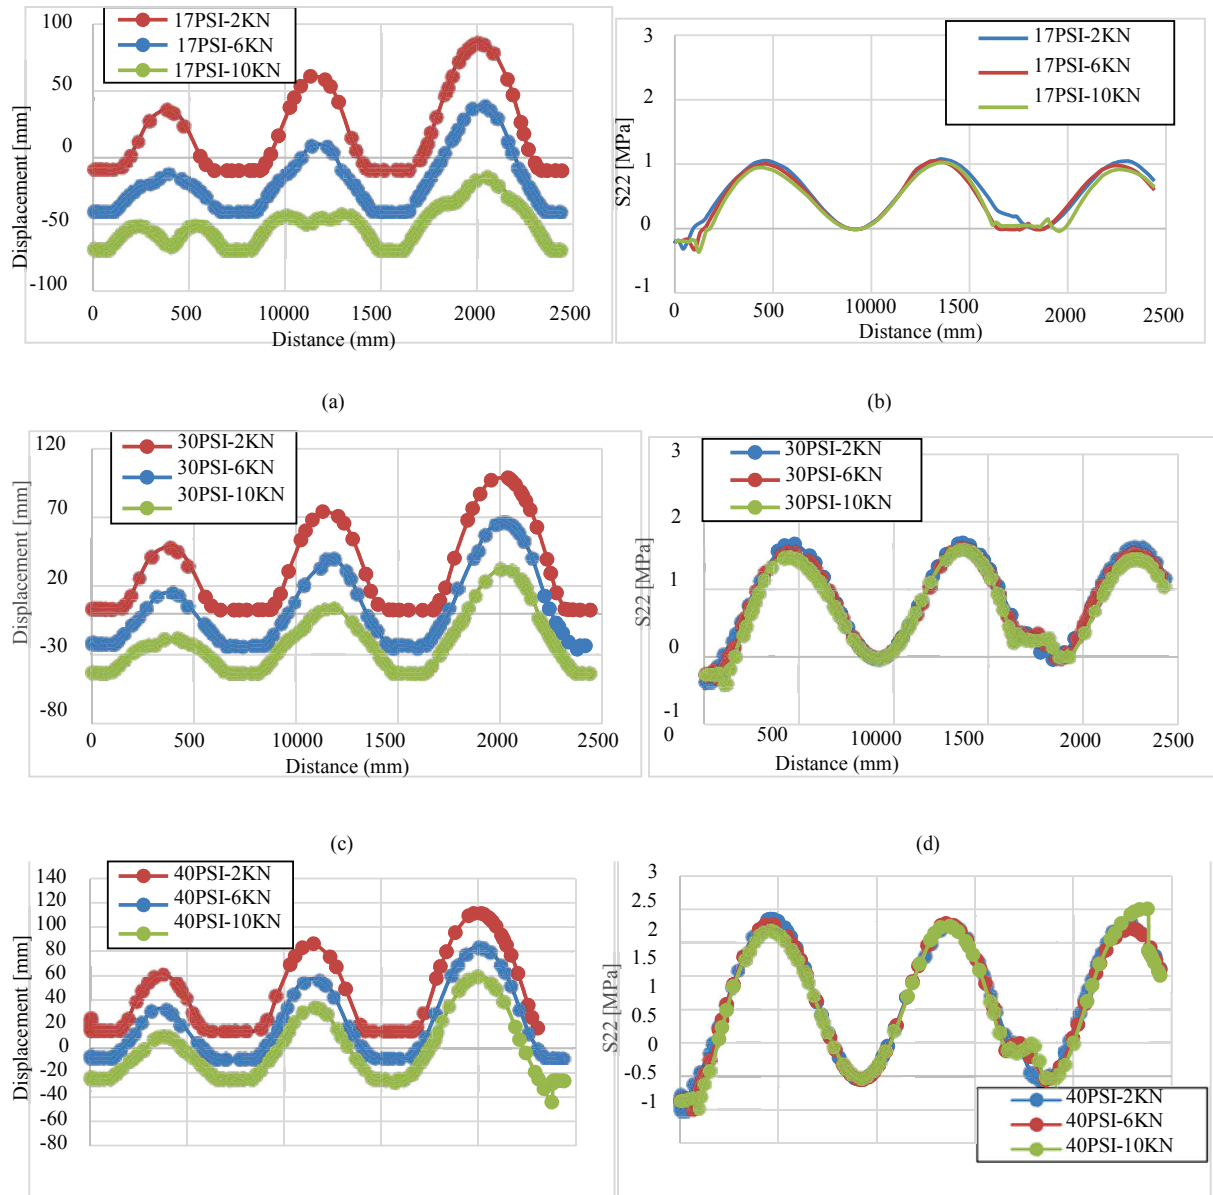 100
50
0
-50
-100
Displacement [mm]
17PSI-2KN
17PSI-6KN
17PSI-10KN
0 500 10000 1500 2000 2500
Distance (mm)
3
2
1
0
-1
S22 [MPa]
17PSI-2KN
17PSI-6KN
17PSI-10KN
0 500 10000 1500 2000 2500
Distance (mm)
(a) (b)
120
70
20
-30
-80
Displacement [mm]
30PSI-2KN
30PSI-6KN
30PSI-10KN
0 500 10000 1500 2000 2500
Distance (mm)
3
2
1
0
-1
S22 [MPa]
30PSI-2KN
30PSI-6KN
30PSI-10KN
0 500 10000 1500 2000 2500
Distance (mm)
(c) (d)
140
120
100
80
60
40
20
0
-20
-40
-60
-80
Displacement [mm]
40PSI-2KN
40PSI-6KN
40PSI-10KN
3
2
2
1
1
0.5
0
-0.5
-1
S22 [MPa]
40PSI-2KN
40PSI-6KN
40PSI-10KN